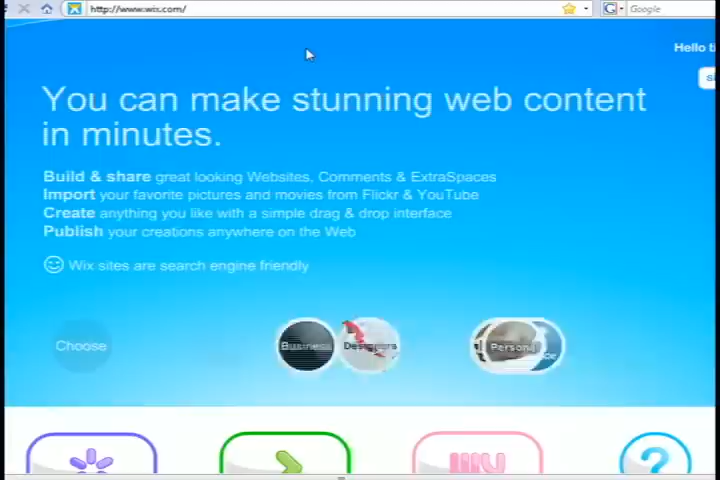 http://www.wix.com/
Google
Hello
You can make stunning web content
in minutes.
Build & share great looking Websites, Comments & ExtraSpaces
Import your favorite pictures and movies from Flickr & YouTube
Create anything you like with a simple drag & drop interface
Publish your creations anywhere on the Web
Wix sites are search engine friendly
Choose
Business
Designers